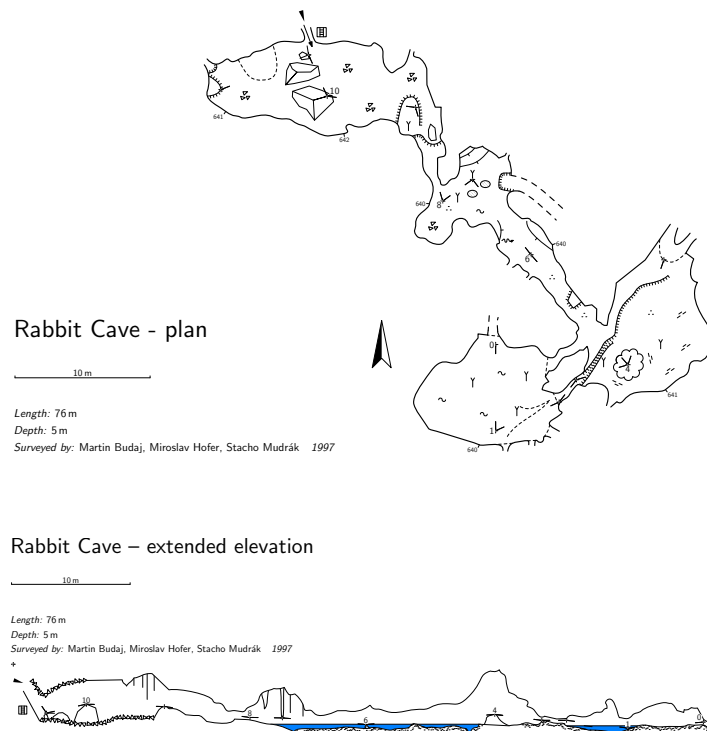 10
641
642
640
8
640
6
Rabbit Cave - plan
0
10 m
4
641
Length: 76 m
Depth: 5 m
1
Surveyed by: Martin Budaj, Miroslav Hofer, Stacho Mudrák 1997
640
Rabbit Cave – extended elevation
10 m
Length: 76 m
Depth: 5 m
Surveyed by: Martin Budaj, Miroslav Hofer, Stacho Mudrák 1997
10
8
6
4
1
0